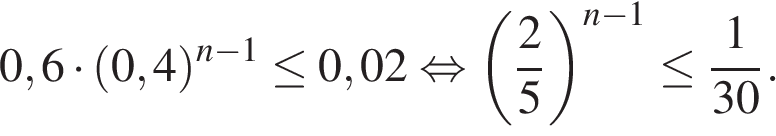 0,6 · (0,4)^{n−1} ≤ 0,02 ⇔ (2/5)^{n−1} ≤ 1/30.